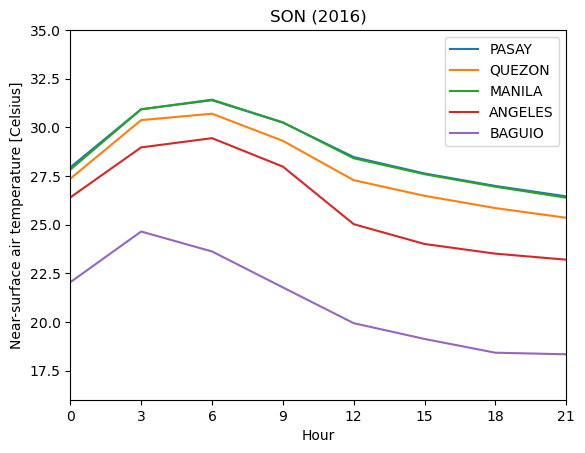 SON (2016)
35.0
32.5
30.0
27.5
25.0
22.5
20.0
17.5
Near-surface air temperature [Celsius]
PASAY
QUEZON
MANILA
ANGELES
BAGUIO
0 3 6 9 12 15 18 21
Hour